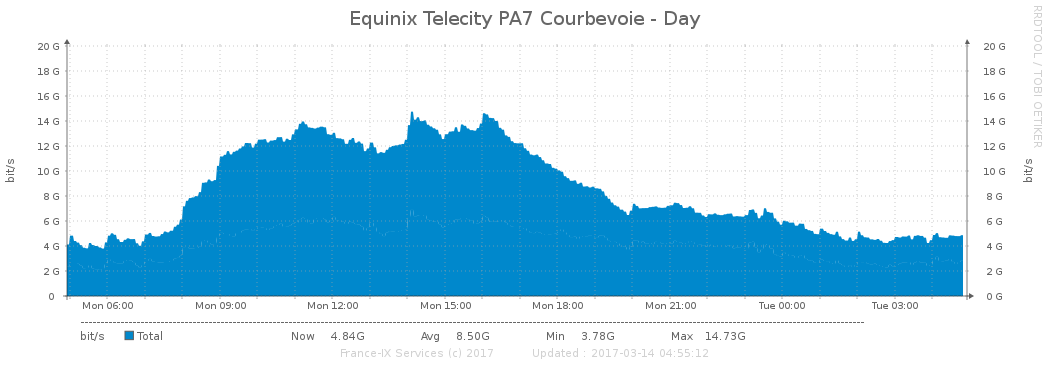 Equinix Telecity PA7 Courbevoie - Day
RRDTOOL / TOBI OETIKER
bit/s
20 G 20 G
18 G 18 G
16 G 16 G
14 G 14 G
12 G 12 G
10 G 10 G
8 G 8 G
6 G 6 G
4 G 4 G
2 G 2 G
0 0 G
bit/s
Mon 06:00 Mon 09:00 Mon 12:00 Mon 15:00 Mon 18:00 Mon 21:00 Tue 00:00 Tue 03:00
bit/s Total Now 4.84G Avg 8.50G Min 3.78G Max 14.73G
France-IX Services (c) 2017 Updated : 2017-03-14 04:55:12